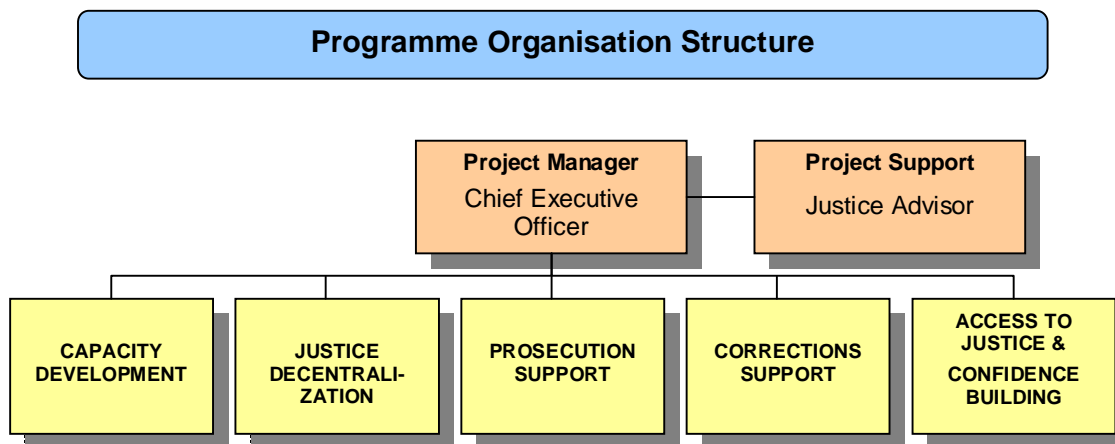 Programme Organisation Structure
Project Manager
Chief Executive
Officer
Project Support
Justice Advisor
CAPACITY
DEVELOPMENT
JUSTICE
DECENTRALI-
ZATION
PROSECUTION
SUPPORT
CORRECTIONS
SUPPORT
ACCESS TO
JUSTICE &
CONFIDENCE
BUILDING